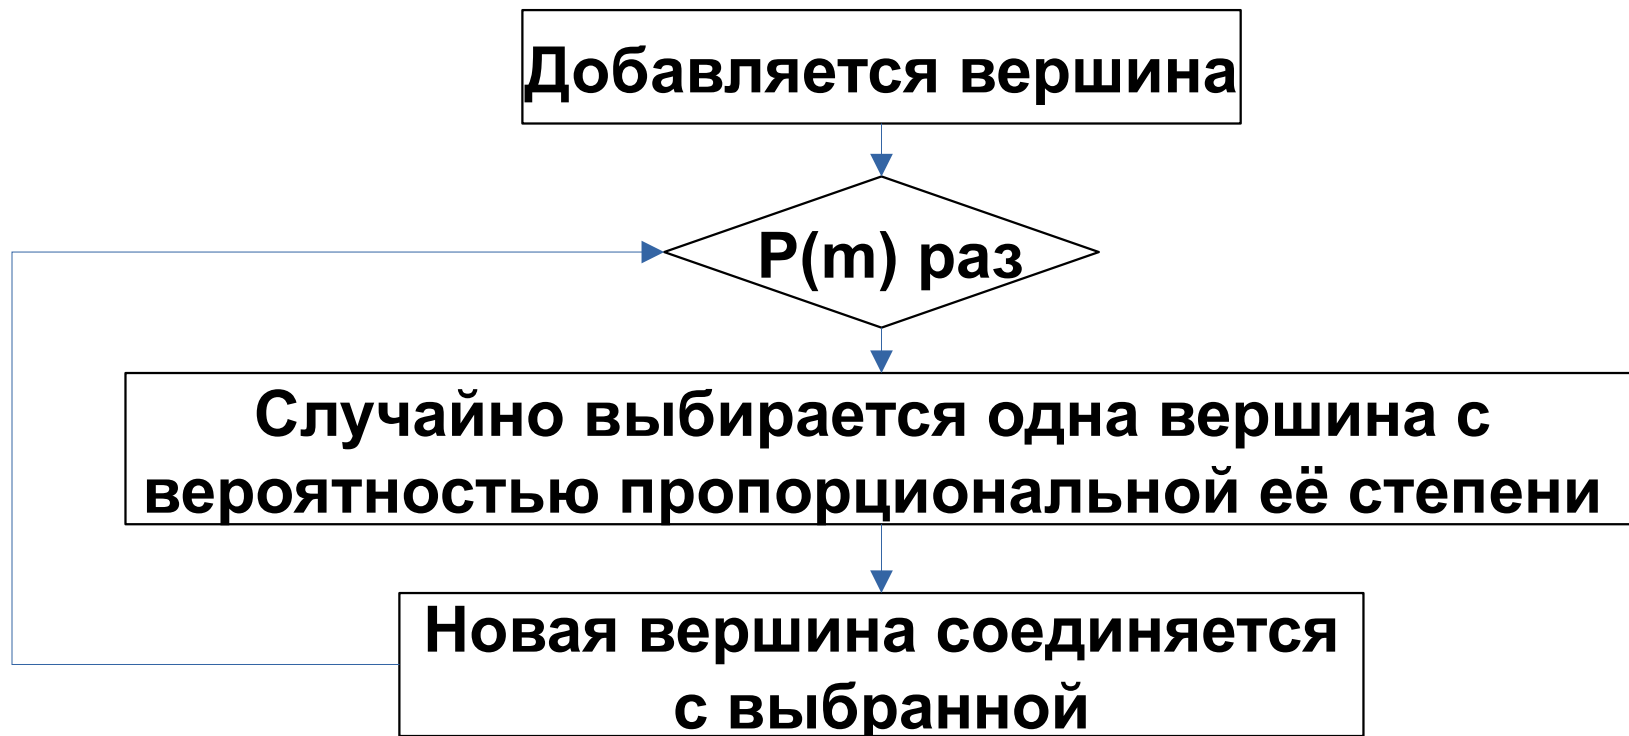 Добавляется вершина
P(m) раз
Случайно выбирается одна вершина с
вероятностью пропорциональной её степени
Новая вершина соединяется
с выбранной